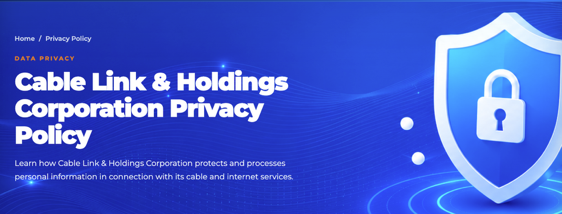 Home / Privacy Policy
DATA PRIVACY
Cable Link & Holdings
Corporation Privacy
Policy
Learn how Cable Link & Holdings Corporation protects and processes
personal information in connection with its cable and internet services.